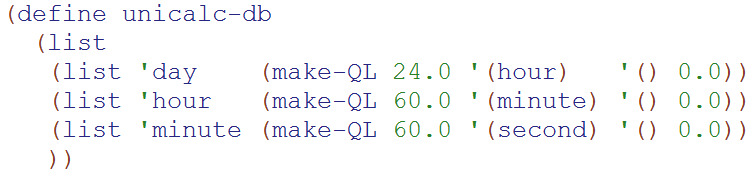 (define unicalc-db
  (list
   (list 'day    (make-QL 24.0 '(hour)   '() 0.0))
   (list 'hour   (make-QL 60.0 '(minute) '() 0.0))
   (list 'minute (make-QL 60.0 '(second) '() 0.0))
   ))